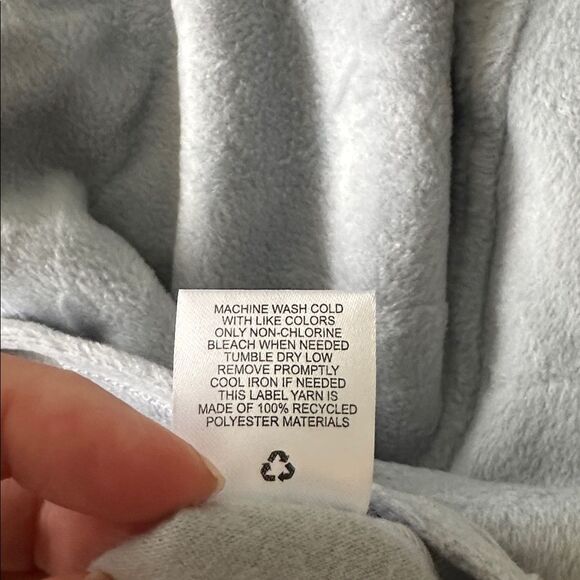 MACHINE WASH COLD
WITH LIKE COLORS
ONLY NON-CHLORINE
BLEACH WHEN NEEDED
TUMBLE DRY LOW
REMOVE PROMPTLY
COOL IRON IF NEEDED
THIS LABEL YARN IS
MADE OF 100% RECYCLED
POLYESTER MATERIALS